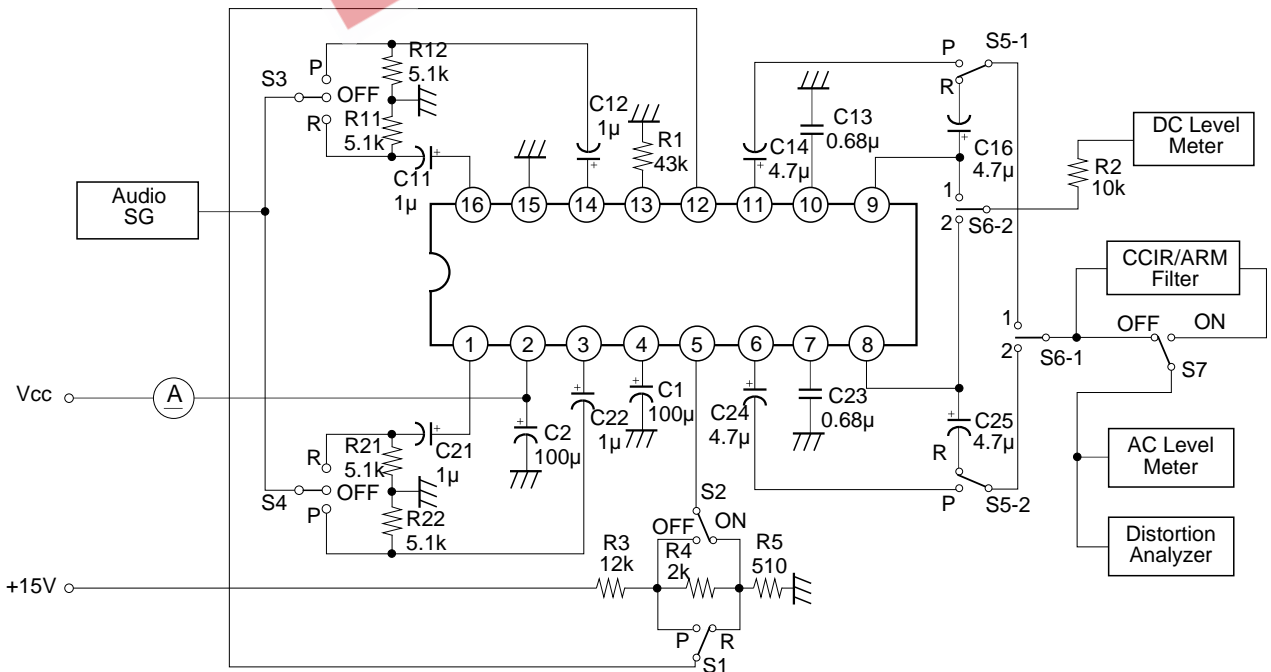 R12
5.1k
P
S3
OFF
R11
R
5.1k
C11
1µ
C12
1µ
R1
43k
C14
4.7µ
C13
0.68µ
P
S5-1
R
C16
4.7µ
DC Level
Meter
R2
10k
Audio
SG
16
15
14
13
12
11
10
9
1
2
S6-2
CCIR/ARM
Filter
1
2
3
4
5
6
7
8
1
2
S6-1
OFF
ON
S7
Vcc
A
R
R21
5.1k
C21
1µ
S4
OFF
P
R22
5.1k
C2
100µ
C22
1µ
C1
100µ
C24
4.7µ
C23
0.68µ
C25
4.7µ
R
P
S5-2
AC Level
Meter
Distortion
Analyzer
S2
OFF
ON
R3
12k
R4
2k
R5
510
+15V
P
R
S1